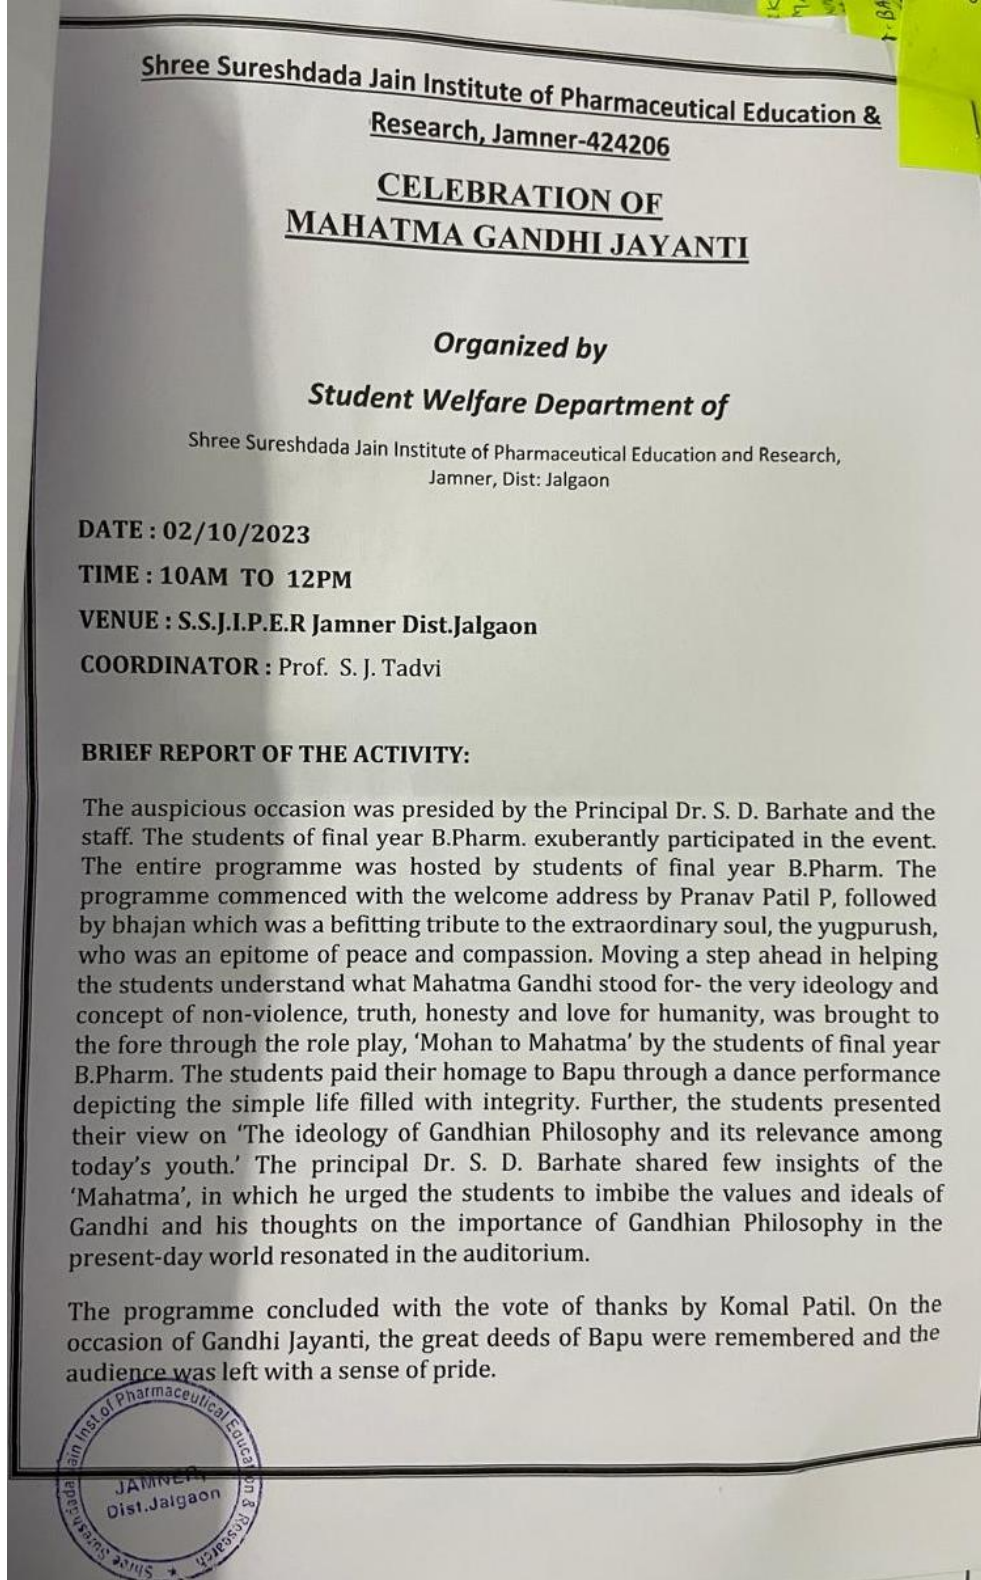 Shree Sureshdada Jain Institute of Pharmaceutical Education &
Research, Jamner-424206
CELEBRATION OF
MAHATMA GANDHI JAYANTI
Organized by
Student Welfare Department of
Shree Sureshdada Jain Institute of Pharmaceutical Education and Research,
Jamner, Dist: Jalgaon
DATE : 02/10/2023
TIME : 10AM TO 12PM
VENUE : S.S.J.I.P.E.R Jamner Dist.Jalgaon
COORDINATOR : Prof. S. J. Tadvi
BRIEF REPORT OF THE ACTIVITY:
The auspicious occasion was presided by the Principal Dr. S. D. Barhate and the
staff. The students of final year B.Pharm. exuberantly participated in the event.
The entire programme was hosted by students of final year B.Pharm. The
programme commenced with the welcome address by Pranav Patil P, followed
by bhajan which was a befitting tribute to the extraordinary soul, the yugpurush,
who was an epitome of peace and compassion. Moving a step ahead in helping
the students understand what Mahatma Gandhi stood for- the very ideology and
concept of non-violence, truth, honesty and love for humanity, was brought to
the fore through the role play, ‘Mohan to Mahatma’ by the students of final year
B.Pharm. The students paid their homage to Bapu through a dance performance
depicting the simple life filled with integrity. Further, the students presented
their view on ‘The ideology of Gandhian Philosophy and its relevance among
today’s youth.’ The principal Dr. S. D. Barhate shared few insights of the
‘Mahatma’, in which he urged the students to imbibe the values and ideals of
Gandhi and his thoughts on the importance of Gandhian Philosophy in the
present-day world resonated in the auditorium.
The programme concluded with the vote of thanks by Komal Patil. On the
occasion of Gandhi Jayanti, the great deeds of Bapu were remembered and the
audience was left with a sense of pride.
Shree Sureshdada Jain Inst.of Pharmaceutical Education & Research
JAMNER,
Dist.Jalgaon